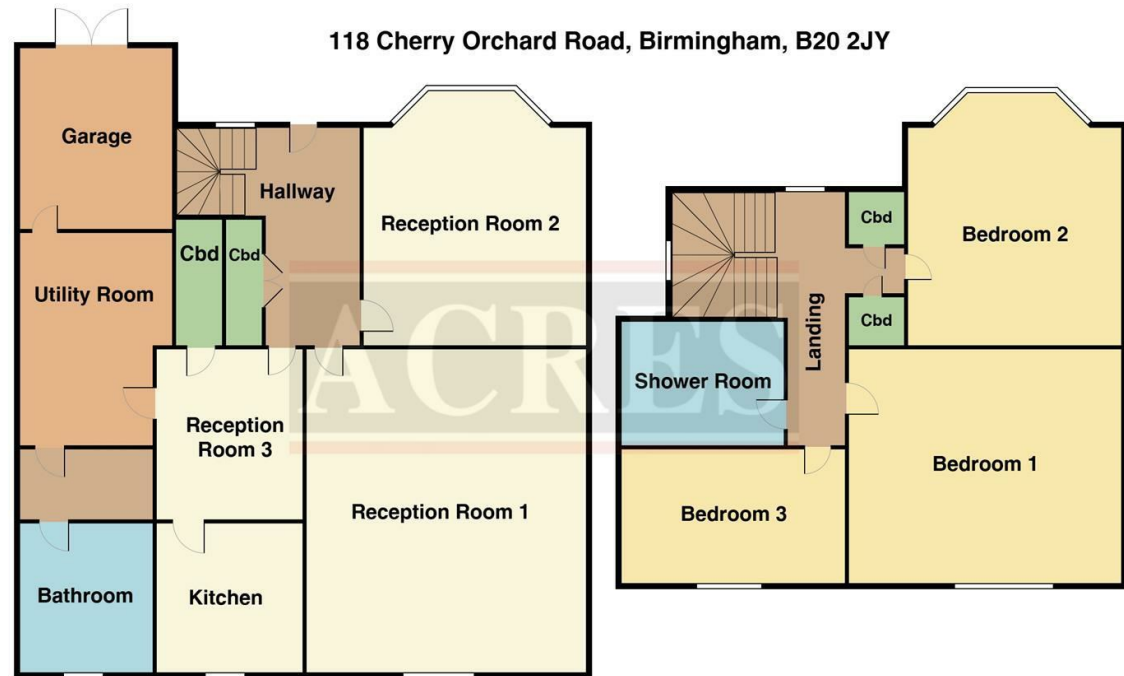 118 Cherry Orchard Road, Birmingham, B20 2JY
Garage
Hallway
Reception Room 2
Cbd
Cbd
Utility Room
ACRES
Reception
Room 3
Reception Room 1
Bathroom
Kitchen
Cbd
Bedroom 2
Cbd
Landing
Shower Room
Bedroom 1
Bedroom 3